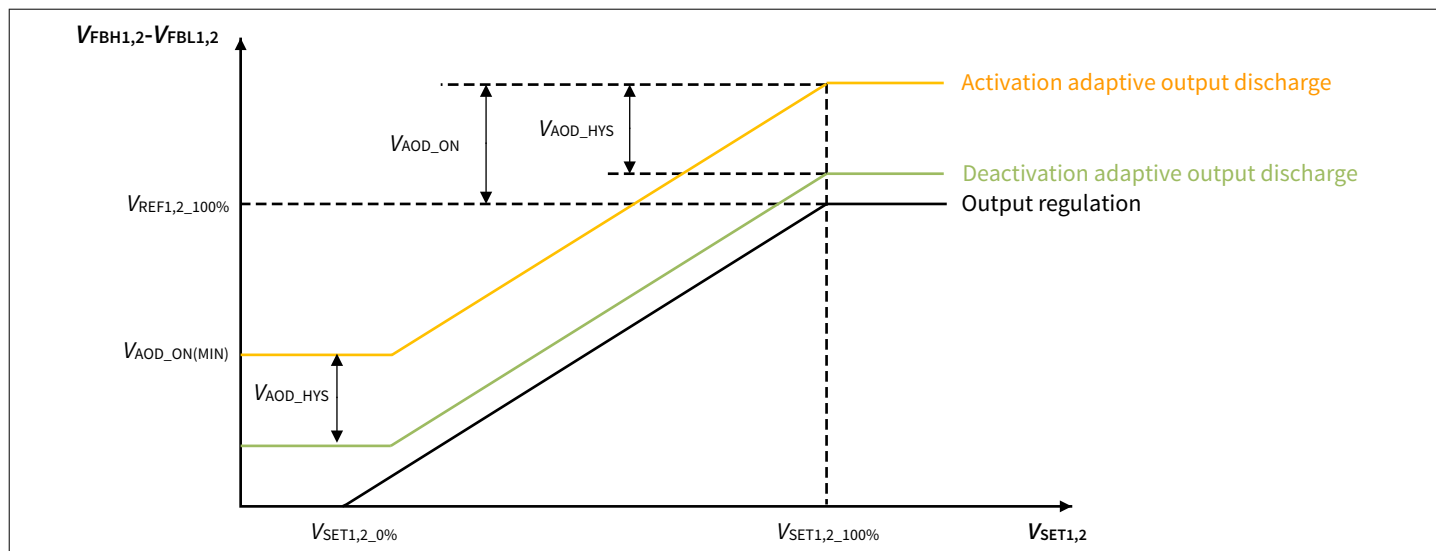 VFBH1,2-VFBL1,2
Activation adaptive output discharge
VAOD_HYS
VAOD_ON
Deactivation adaptive output discharge
VREF1,2_100%
Output regulation
VAOD_ON(MIN)
VAOD_HYS
VSET1,2_0%
VSET1,2_100%
VSET1,2